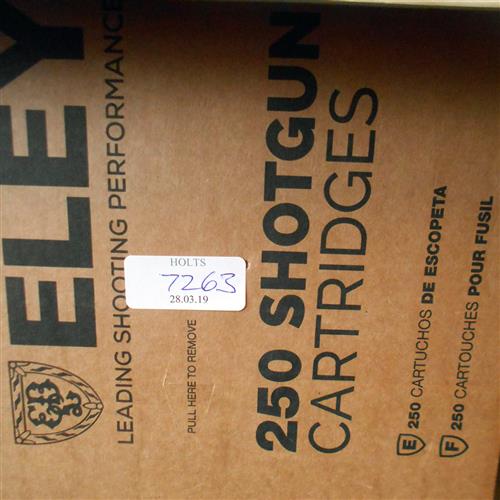 ELEY
LEADING SHOOTING PERFORMANCE
HOLTS
7263
28.03.19
PULL HERE TO REMOVE
250 SHOTGUN
CARTRIDGES
E 250 CARTUCHOS DE ESCOPETA
F 250 CARTOUCHES POUR FUSIL